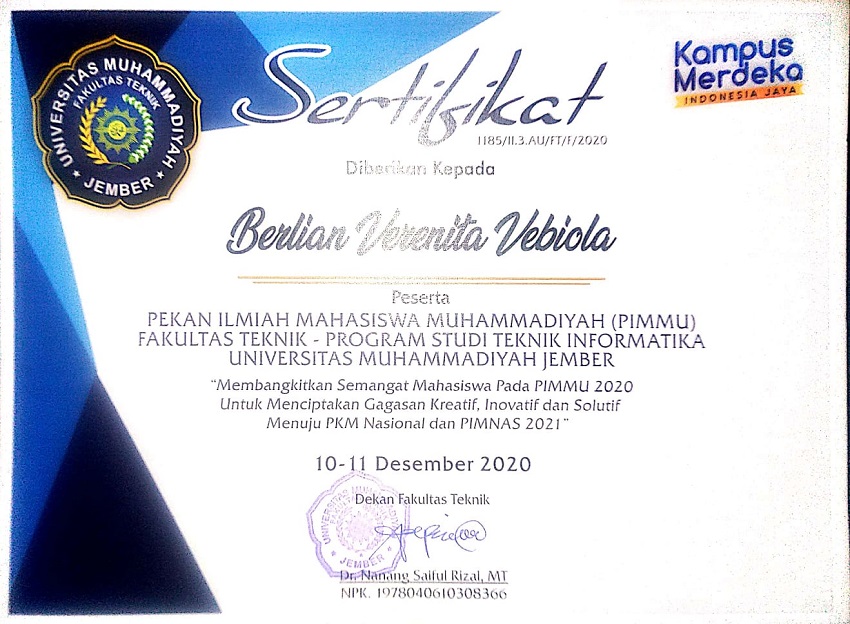 UNIVERSITAS MUHAMMADIYAH
FAKULTAS TEKNIK
JEMBER
Kampus
Merdeka
INDONESIA JAYA
Sertifikat
1185/II.3.AU/FT/F/2020
Diberikan Kepada
Berlian Verenita Vebiola
Peserta
PEKAN ILMIAH MAHASISWA MUHAMMADIYAH (PIMMU)
FAKULTAS TEKNIK - PROGRAM STUDI TEKNIK INFORMATIKA
UNIVERSITAS MUHAMMADIYAH JEMBER
"Membangkitkan Semangat Mahasiswa Pada PIMMU 2020
Untuk Menciptakan Gagasan Kreatif, Inovatif dan Solutif
Menuju PKM Nasional dan PIMNAS 2021"
10-11 Desember 2020
Dekan Fakultas Teknik
UNIVERSITAS
JEMBER
Dr. Nanang Saiful Rizal, MT
NPK. 1978040610308366